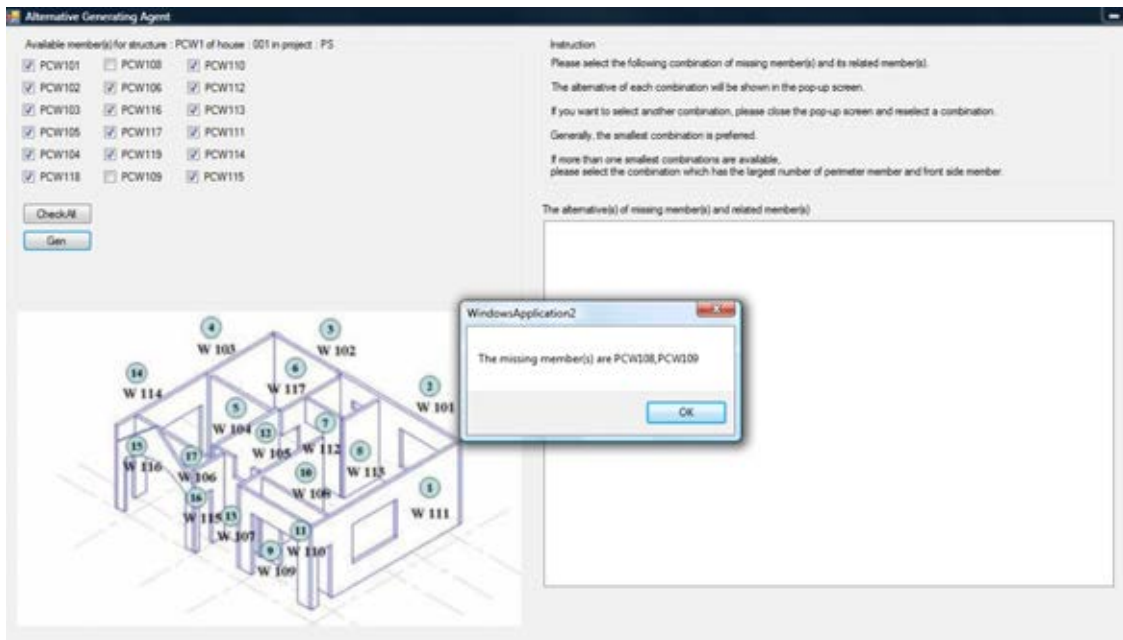 Alternative Generating Agent
Available member(s) for structure : PCW1 of house : 001 in project : PS
PCW101 PCW108 PCW110
PCW102 PCW106 PCW112
PCW103 PCW116 PCW113
PCW105 PCW117 PCW111
PCW104 PCW119 PCW114
PCW118 PCW109 PCW115
CheckAll
Gen
Instruction
Please select the following combination of missing member(s) and its related member(s).
The alternative of each combination will be shown in the pop-up screen.
If you want to select another combination, please close the pop-up screen and reselect a combination.
Generally, the smallest combination is preferred.
If more than one smallest combinations are available,
please select the combination which has the largest number of perimeter member and front side member.
The alternative(s) of missing member(s) and related member(s)
WindowsApplication2
The missing member(s) are PCW108,PCW109
OK
4
W 103
3
W 102
14
W 114
6
W 117
2
W 101
5
W 104
12
W 105
7
W 112
8
W 113
15
W 116
17
W 106
10
W 108
1
W 111
16
W 115
13
W 107
11
W 110
9
W 109